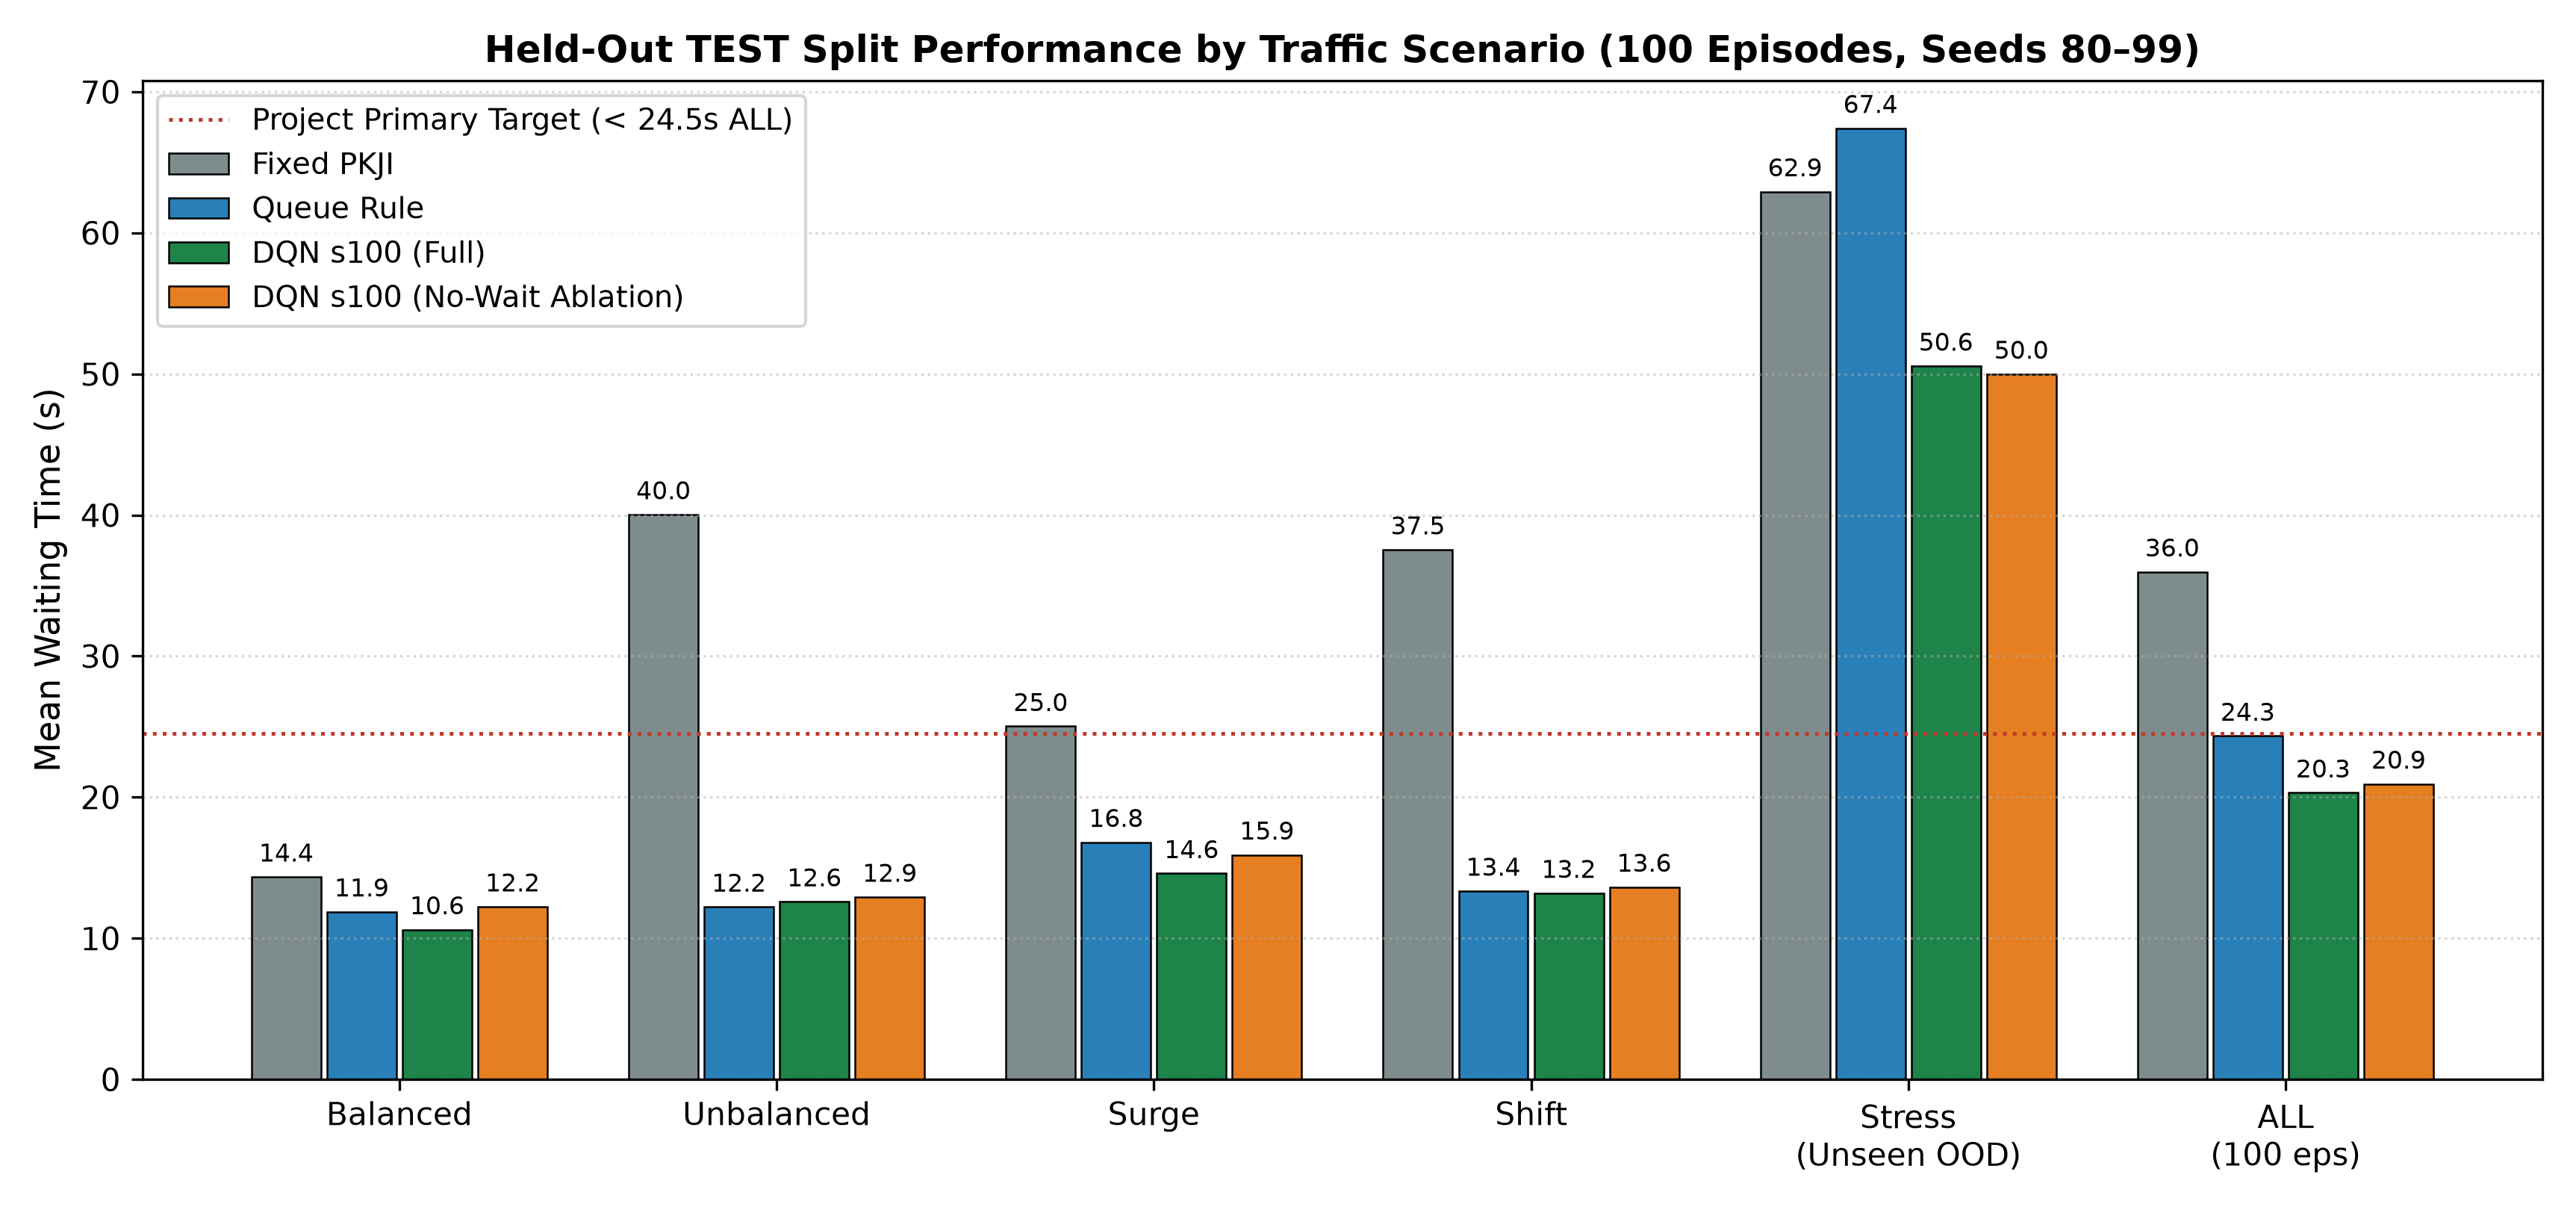 Held-Out TEST Split Performance by Traffic Scenario (100 Episodes, Seeds 80–99)
Mean Waiting Time (s)
70
60
50
40
30
20
10
0
Project Primary Target (< 24.5s ALL)
Fixed PKJI
Queue Rule
DQN s100 (Full)
DQN s100 (No-Wait Ablation)
14.4
11.9
10.6
12.2
40.0
12.2
12.6
12.9
25.0
16.8
14.6
15.9
37.5
13.4
13.2
13.6
62.9
67.4
50.6
50.0
36.0
24.3
20.3
20.9
Balanced
Unbalanced
Surge
Shift
Stress
(Unseen OOD)
ALL
(100 eps)